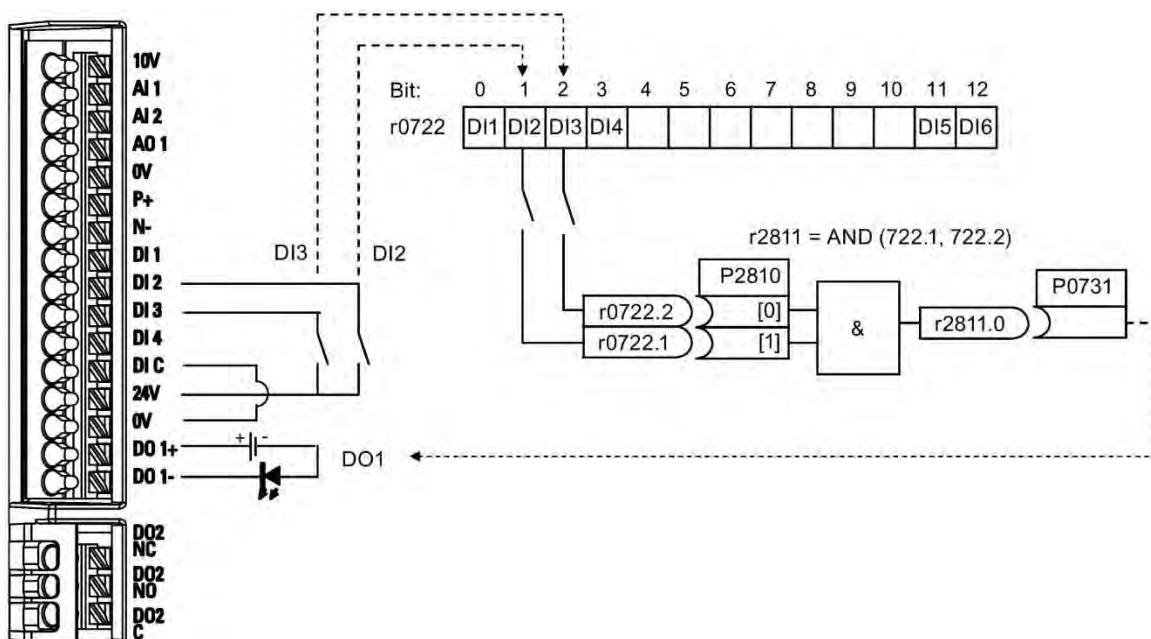 10V
AI 1
AI 2
AO 1
0V
P+
N-
DI 1
DI 2
DI 3
DI 4
DI C
24V
0V
DO 1+
DO 1-
DO2
NC
DO2
NO
DO2
C
DI3 DI2
+ -
DO1
Bit: 0 1 2 3 4 5 6 7 8 9 10 11 12
r0722 DI1 DI2 DI3 DI4 DI5 DI6
r2811 = AND (722.1, 722.2)
P2810
r0722.2 [0]
r0722.1 [1]
&
r2811.0
P0731